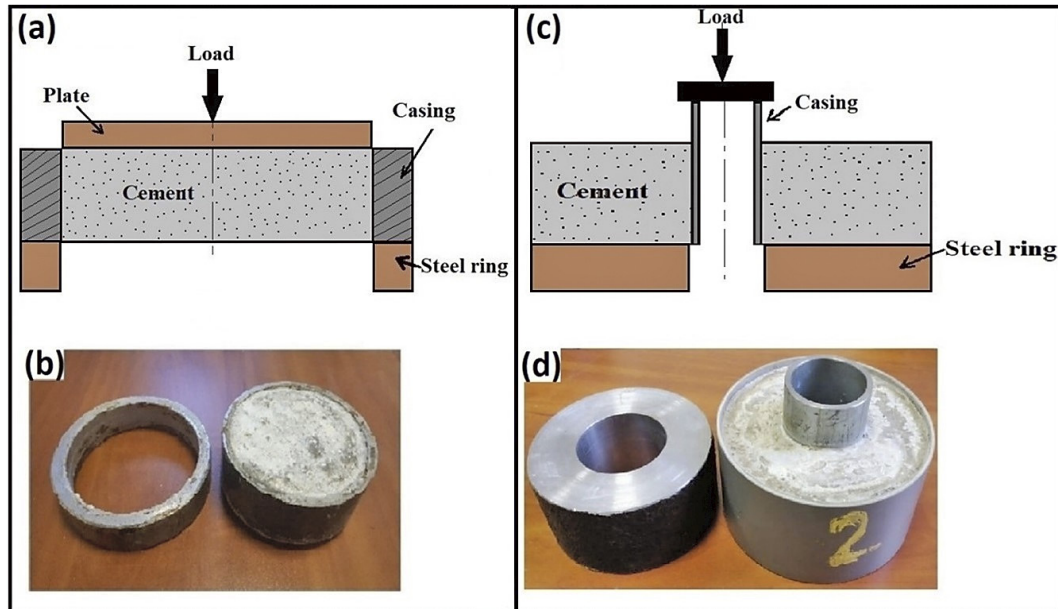 (a)
Load
Plate
Casing
Cement
Steel ring
(b)
(c)
Load
Casing
Cement
Steel ring
(d)
2